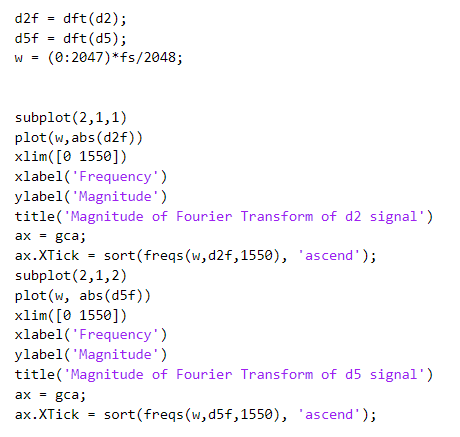 d2f = dft(d2);
d5f = dft(d5);
w = (0:2047)*fs/2048;
subplot(2,1,1)
plot(w,abs(d2f))
xlim([0 1550])
xlabel('Frequency')
ylabel('Magnitude')
title('Magnitude of Fourier Transform of d2 signal')
ax = gca;
ax.XTick = sort(freqs(w,d2f,1550), 'ascend');
subplot(2,1,2)
plot(w, abs(d5f))
xlim([0 1550])
xlabel('Frequency')
ylabel('Magnitude')
title('Magnitude of Fourier Transform of d5 signal')
ax = gca;
ax.XTick = sort(freqs(w,d5f,1550), 'ascend');